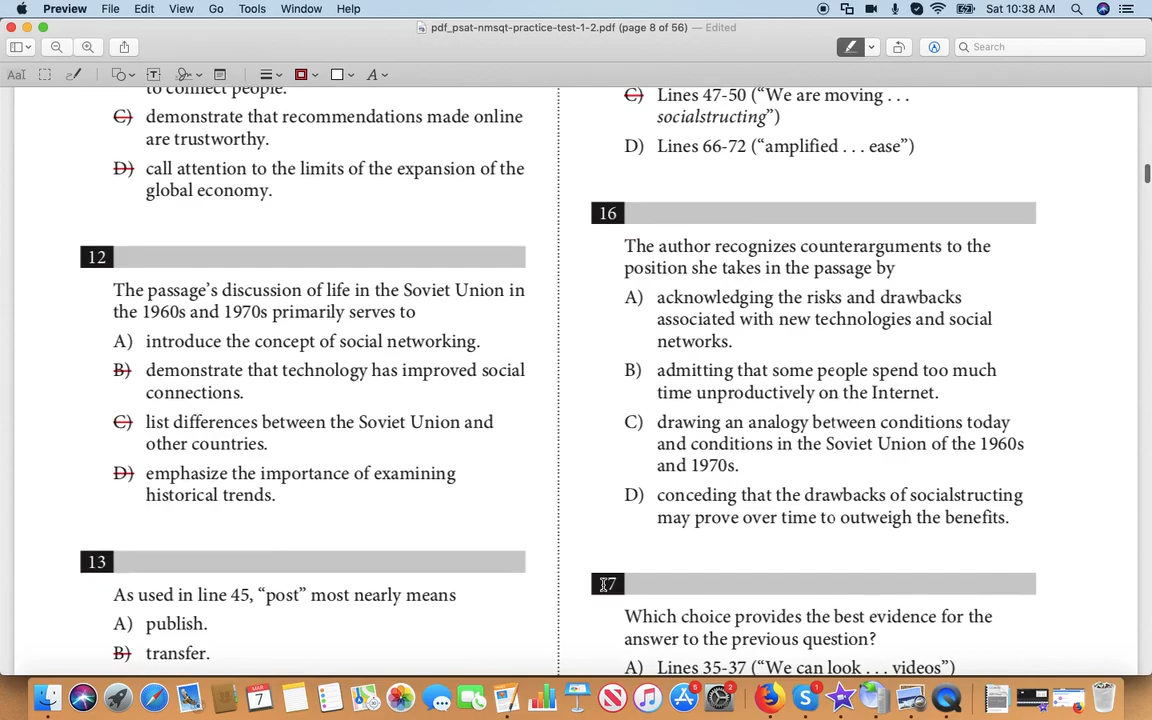 Preview File Edit View Go Tools Window Help
Sat 10:38 AM
pdf_psat-nmsqt-practice-test-1-2.pdf (page 8 of 56) — Edited
Search
to connect people.
C) demonstrate that recommendations made online
are trustworthy.
D) call attention to the limits of the expansion of the
global economy.
12
The passage’s discussion of life in the Soviet Union in
the 1960s and 1970s primarily serves to
A) introduce the concept of social networking.
B) demonstrate that technology has improved social
connections.
C) list differences between the Soviet Union and
other countries.
D) emphasize the importance of examining
historical trends.
13
As used in line 45, “post” most nearly means
A) publish.
B) transfer.
C) Lines 47-50 (“We are moving . . .
socialstructing”)
D) Lines 66-72 (“amplified . . . ease”)
16
The author recognizes counterarguments to the
position she takes in the passage by
A) acknowledging the risks and drawbacks
associated with new technologies and social
networks.
B) admitting that some people spend too much
time unproductively on the Internet.
C) drawing an analogy between conditions today
and conditions in the Soviet Union of the 1960s
and 1970s.
D) conceding that the drawbacks of socialstructing
may prove over time to outweigh the benefits.
17
Which choice provides the best evidence for the
answer to the previous question?
A) Lines 35-37 (“We can look . . . videos”)